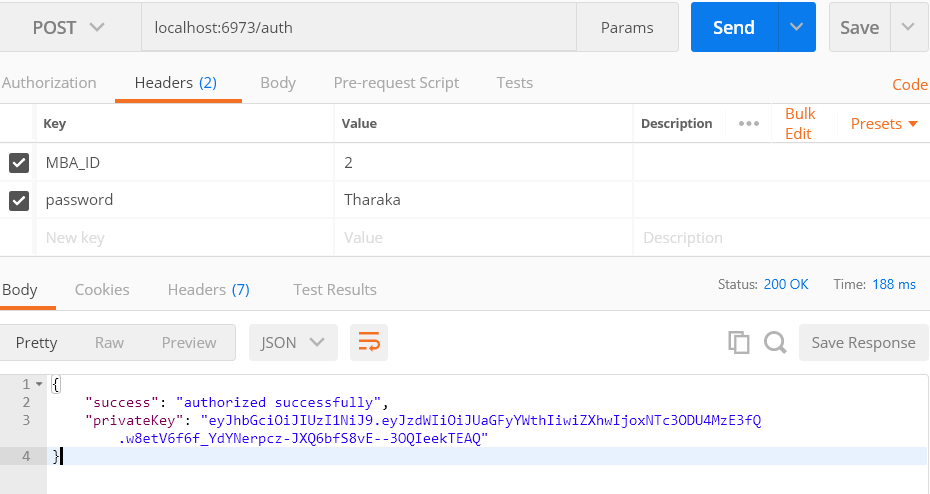 POST localhost:6973/auth Params Send Save
Authorization Headers (2) Body Pre-request Script Tests Code
Key Value Description ••• Bulk Edit Presets
MBA_ID 2
password Tharaka
New key Value Description
Body Cookies Headers (7) Test Results Status: 200 OK Time: 188 ms
Pretty Raw Preview JSON Save Response
1 {
2 "success": "authorized successfully",
3 "privateKey": "eyJhbGciOiJIUzI1NiJ9.eyJzdWIiOiJUaGFyYWthIiwiZXhwIjoxNTc3ODU4MzE3fQ
.w8etV6f6f_YdYNerpcz-JXQ6bfS8vE--3OQIeekTEAQ"
4 }